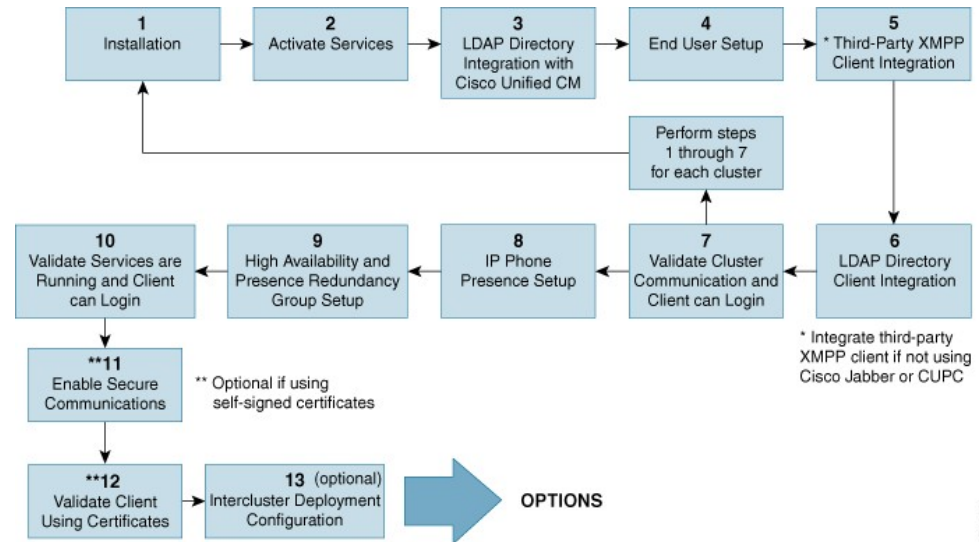 1
Installation
2
Activate Services
3
LDAP Directory
Integration with
Cisco Unified CM
4
End User Setup
5
* Third-Party XMPP
Client Integration
Perform steps
1 through 7
for each cluster
10
Validate Services are
Running and Client
can Login
9
High Availability and
Presence Redundancy
Group Setup
8
IP Phone
Presence Setup
7
Validate Cluster
Communication and
Client can Login
6
LDAP Directory
Client Integration
* Integrate third-party
XMPP client if not using
Cisco Jabber or CUPC
**11
Enable Secure
Communications
** Optional if using
self-signed certificates
**12
Validate Client
Using Certificates
13 (optional)
Intercluster Deployment
Configuration
OPTIONS